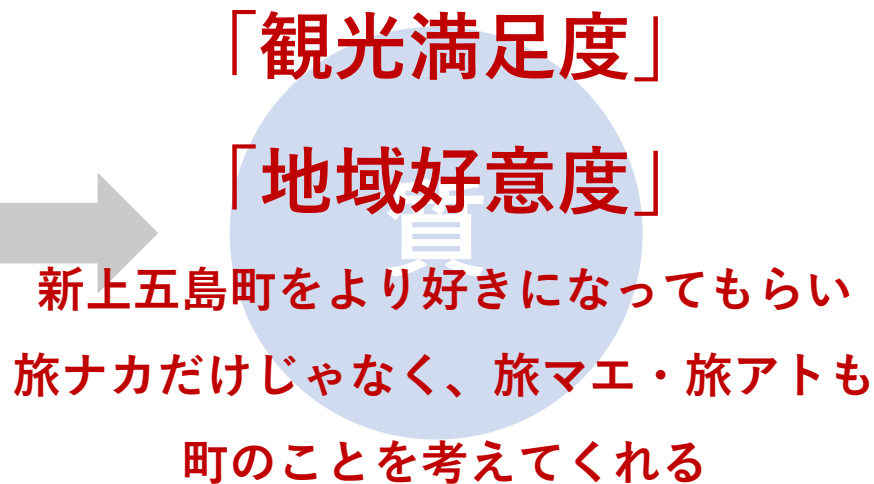 「観光満足度」
「地域好意度」
質
新上五島町をより好きになってもらい
旅ナカだけじゃなく、旅マエ・旅アトも
町のことを考えてくれる